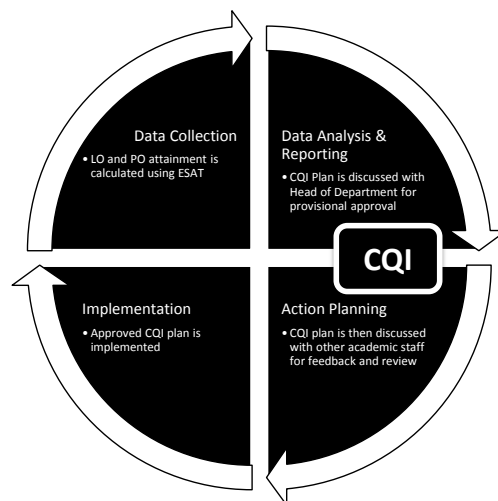 Data Collection
• LO and PO attainment is
calculated using ESAT
Data Analysis &
Reporting
• CQI Plan is discussed with
Head of Department for
provisional approval
CQI
Implementation
• Approved CQI plan is
implemented
Action Planning
• CQI plan is then discussed
with other academic staff
for feedback and review